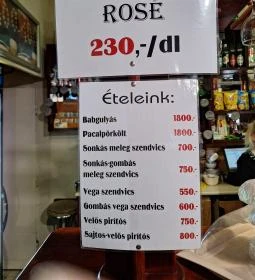 ROSÉ
230,-/dl
Ételeink:
Babgulyás 1800.-
Pacalpörkölt 1800.-
Sonkás meleg szendvics 700.-
Sonkás-gombás
meleg szendvics 750.-
Vega szendvics 550.-
Gombás vega szendvics 600.-
Velős pirítós 750.-
Sajtos-velős pirítós 800.-